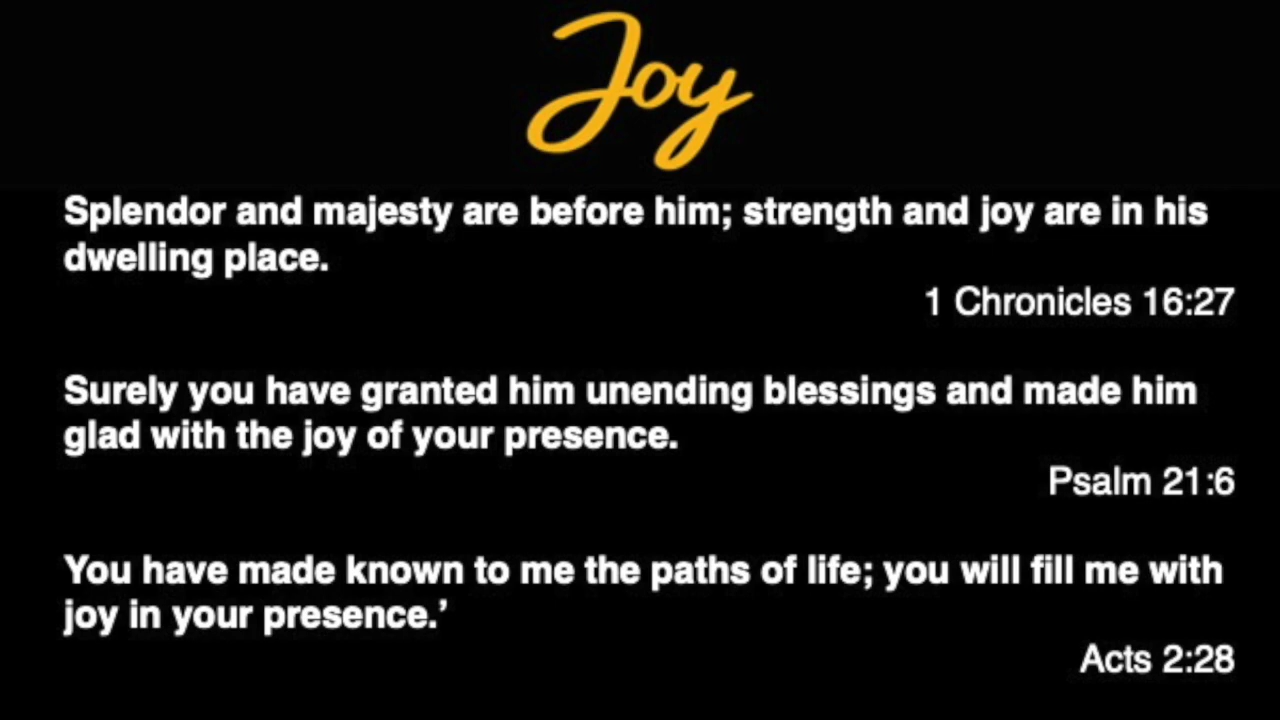 Joy
Splendor and majesty are before him; strength and joy are in his
dwelling place.
1 Chronicles 16:27
Surely you have granted him unending blessings and made him
glad with the joy of your presence.
Psalm 21:6
You have made known to me the paths of life; you will fill me with
joy in your presence.’
Acts 2:28